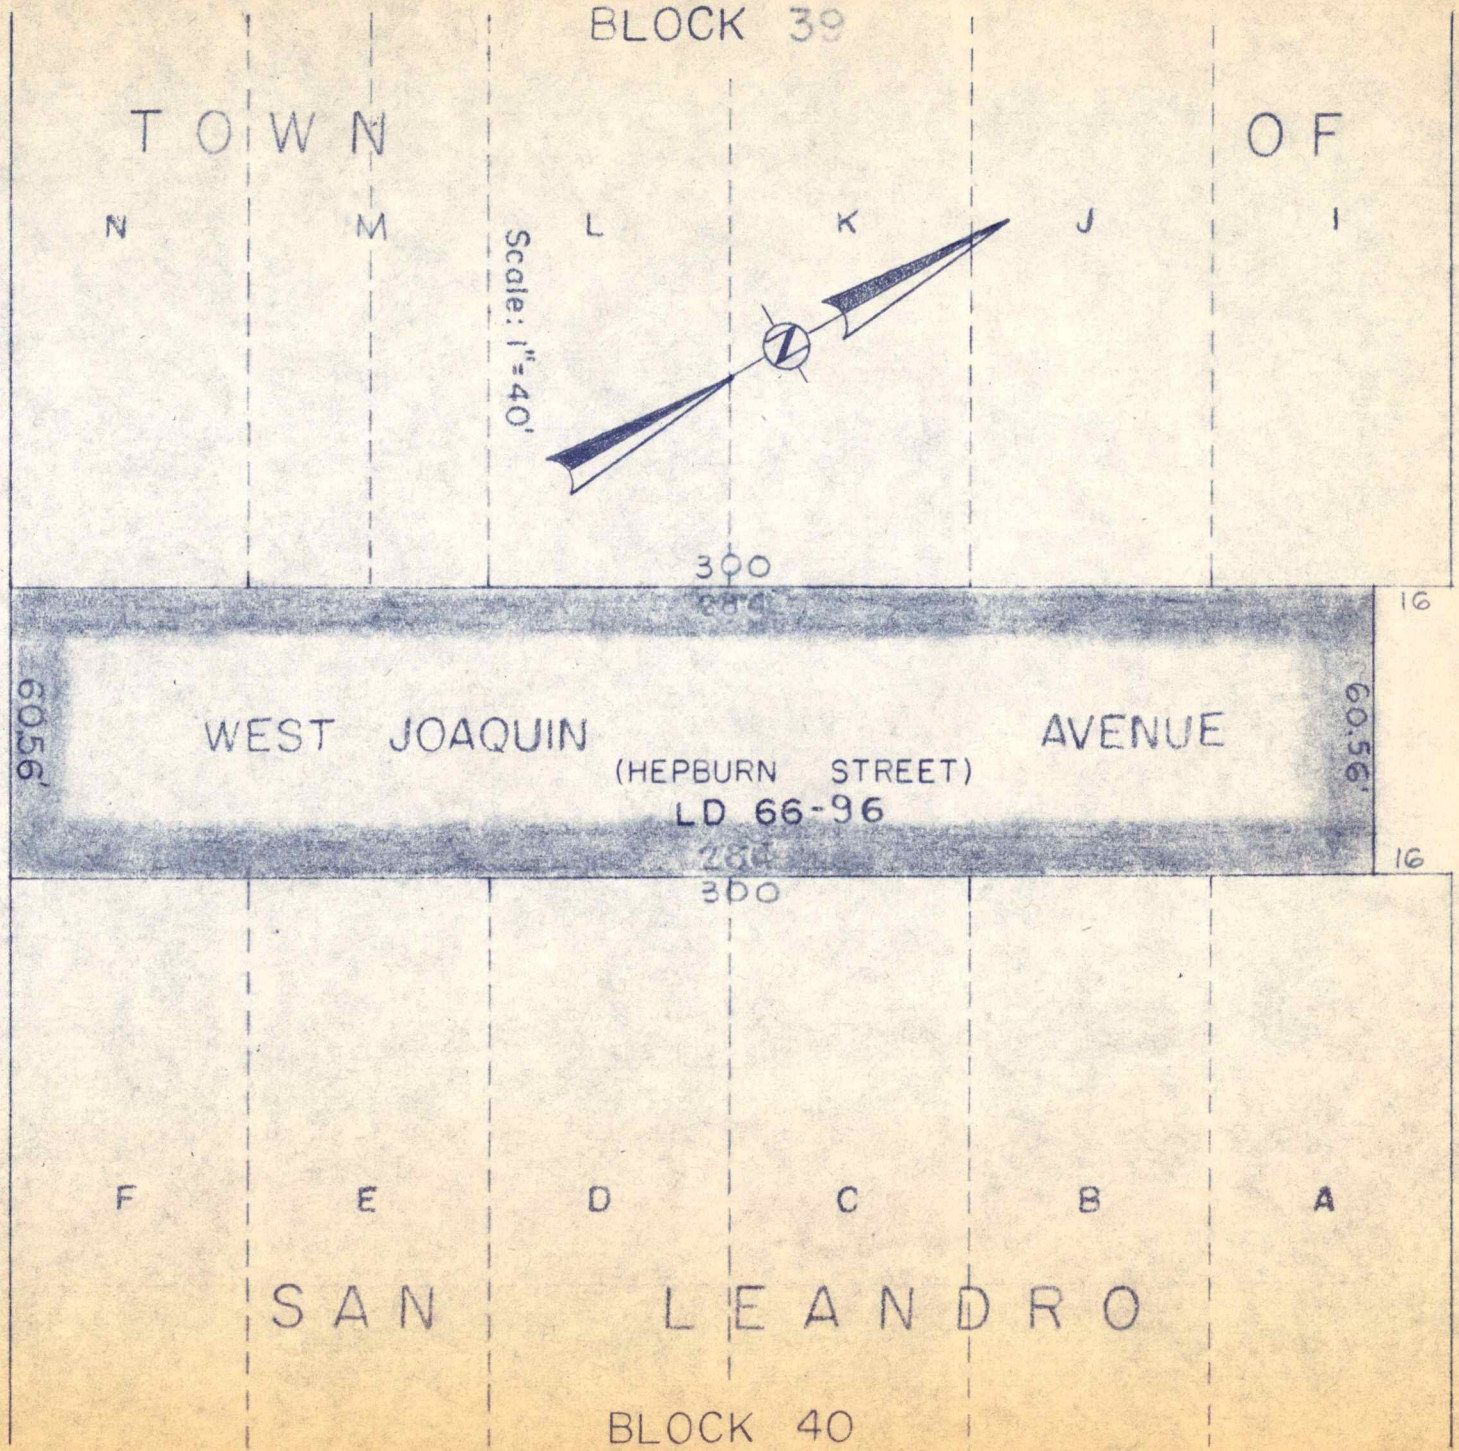 BLOCK 39
TOWN OF
N M L K J I
Scale: 1"=40'
N
300
284
16
60.56'
WEST JOAQUIN AVENUE
60.56'
(HEPBURN STREET)
LD 66-96
284
16
300
F E D C B A
SAN LEANDRO
BLOCK 40